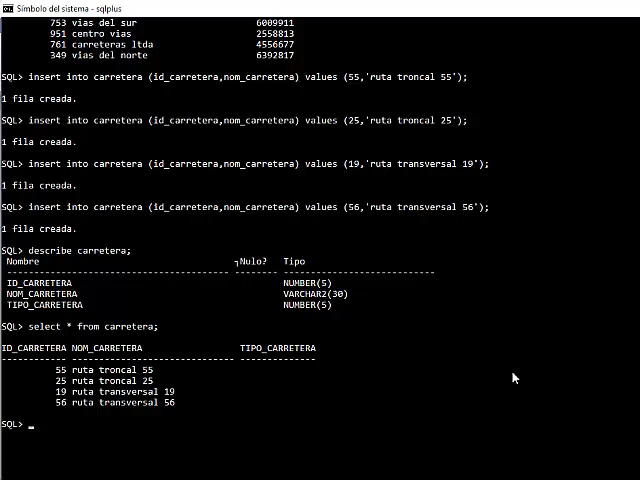 Símbolo del sistema - sqlplus
753 vias del sur 6009911
951 centro vias 2558813
761 carreteras ltda 4556677
349 vias del norte 6392817
SQL> insert into carretera (id_carretera,nom_carretera) values (55,'ruta troncal 55');
1 fila creada.
SQL> insert into carretera (id_carretera,nom_carretera) values (25,'ruta troncal 25');
1 fila creada.
SQL> insert into carretera (id_carretera,nom_carretera) values (19,'ruta transversal 19');
1 fila creada.
SQL> insert into carretera (id_carretera,nom_carretera) values (56,'ruta transversal 56');
1 fila creada.
SQL> describe carretera;
Nombre ┐Nulo? Tipo
----------------------------------------- -------- ----------------------------
ID_CARRETERA NUMBER(5)
NOM_CARRETERA VARCHAR2(30)
TIPO_CARRETERA NUMBER(5)
SQL> select * from carretera;
ID_CARRETERA NOM_CARRETERA TIPO_CARRETERA
------------ ------------------------------ --------------
55 ruta troncal 55
25 ruta troncal 25
19 ruta transversal 19
56 ruta transversal 56
SQL> _